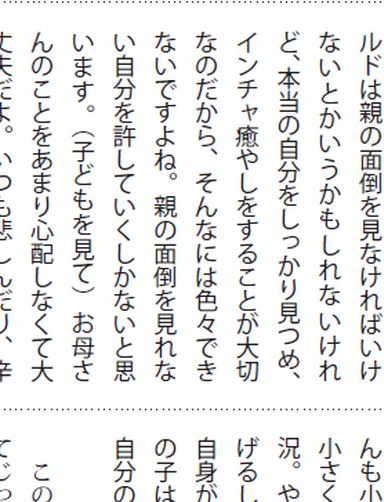 ルドは親の面倒を見なければいけ
ないとかいうかもしれないけれ
ど、本当の自分をしっかり見つめ、
インチャ癒やしをすることが大切
なのだから、そんなには色々でき
ないですよね。親の面倒を見れな
い自分を許していくしかないと思
います。（子どもを見て）お母さ
んのことをあまり心配しなくて大
丈夫だよ。いつも悲しんだり、辛
んも小
小さく
況。や
げるし
自身が
の子は
自分の
この
てじっ